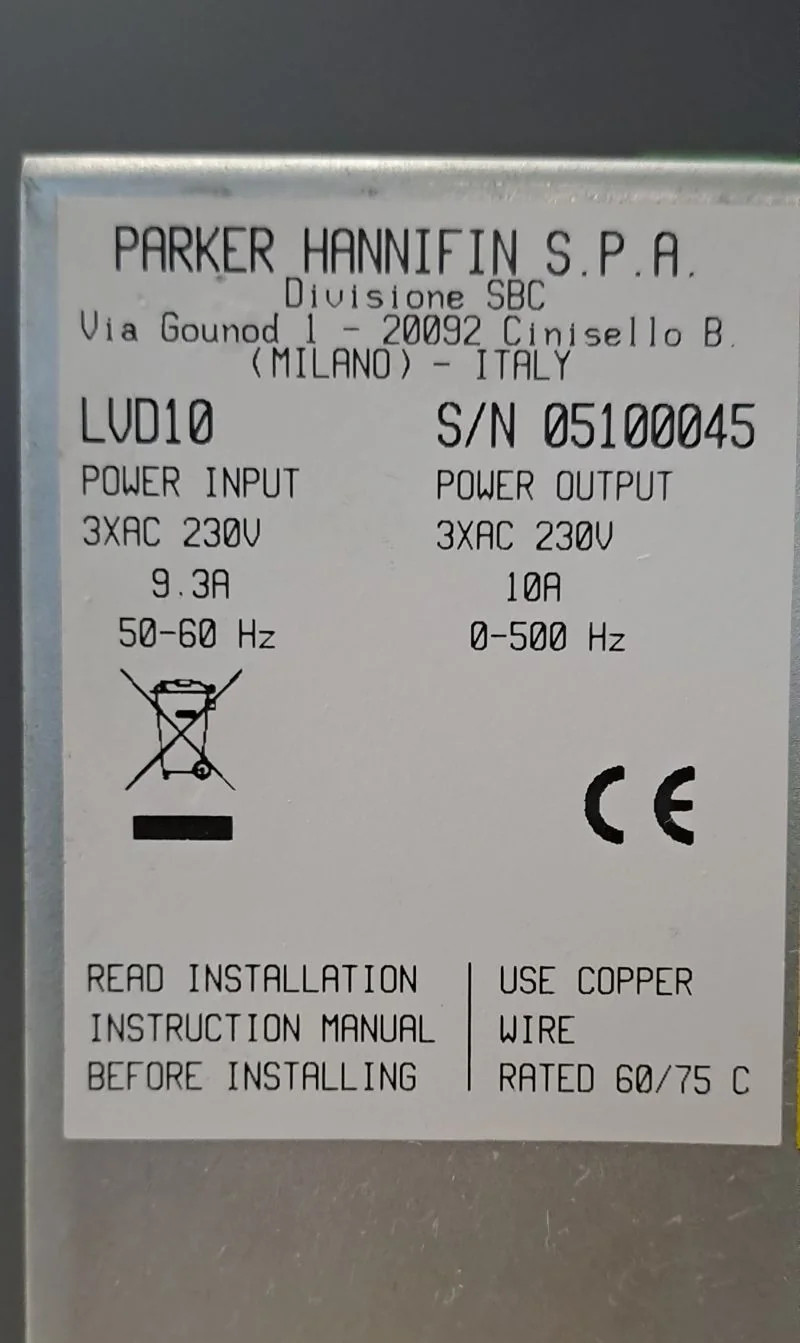 PARKER HANNIFIN S.P.A.
Divisione SBC
Via Gounod 1 - 20092 Cinisello B.
(MILANO) - ITALY
LVD10 S/N 05100045
POWER INPUT POWER OUTPUT
3XAC 230V 3XAC 230V
9.3A 10A
50-60 Hz 0-500 Hz
CE
READ INSTALLATION USE COPPER
INSTRUCTION MANUAL WIRE
BEFORE INSTALLING RATED 60/75 C